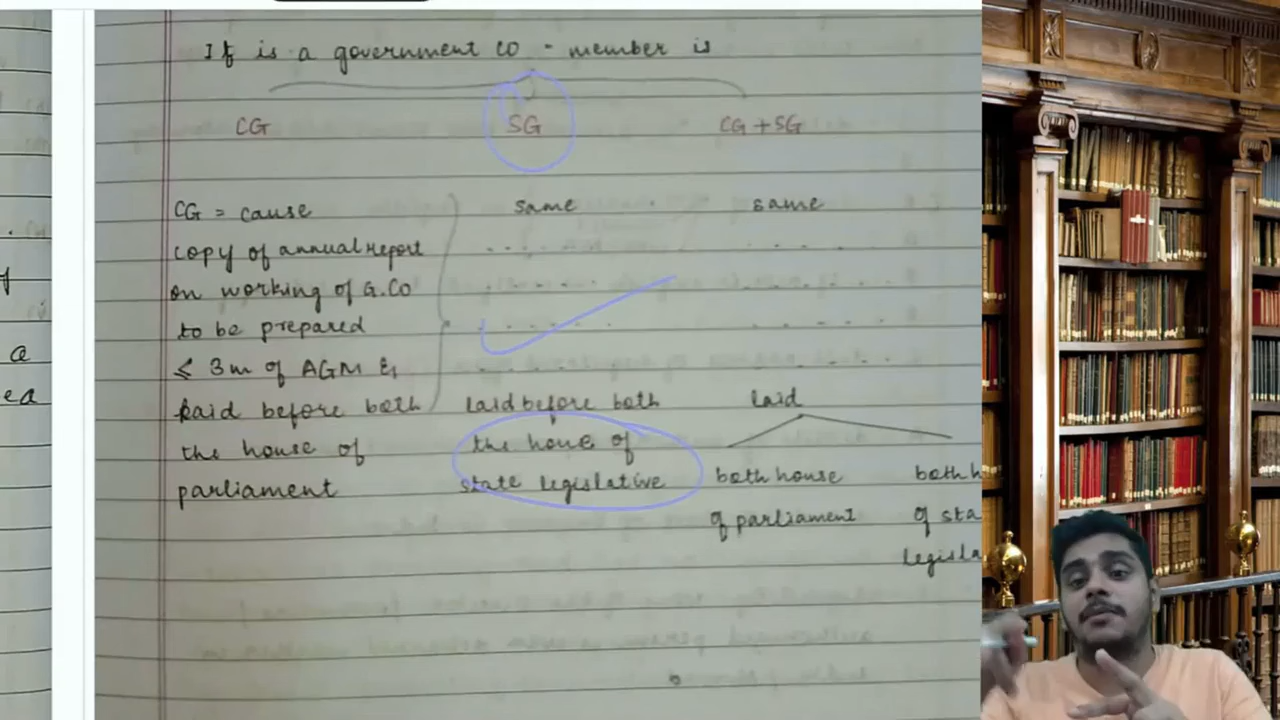 If is a government CO - member is
CG SG CG + SG
CG = cause same same
copy of annual report
on working of G.CO
to be prepared
≤ 3m of AGM &
laid before both laid before both laid
the house of the house of
parliament state legislative both house both h
of parliament of sta
legisla
a
ea